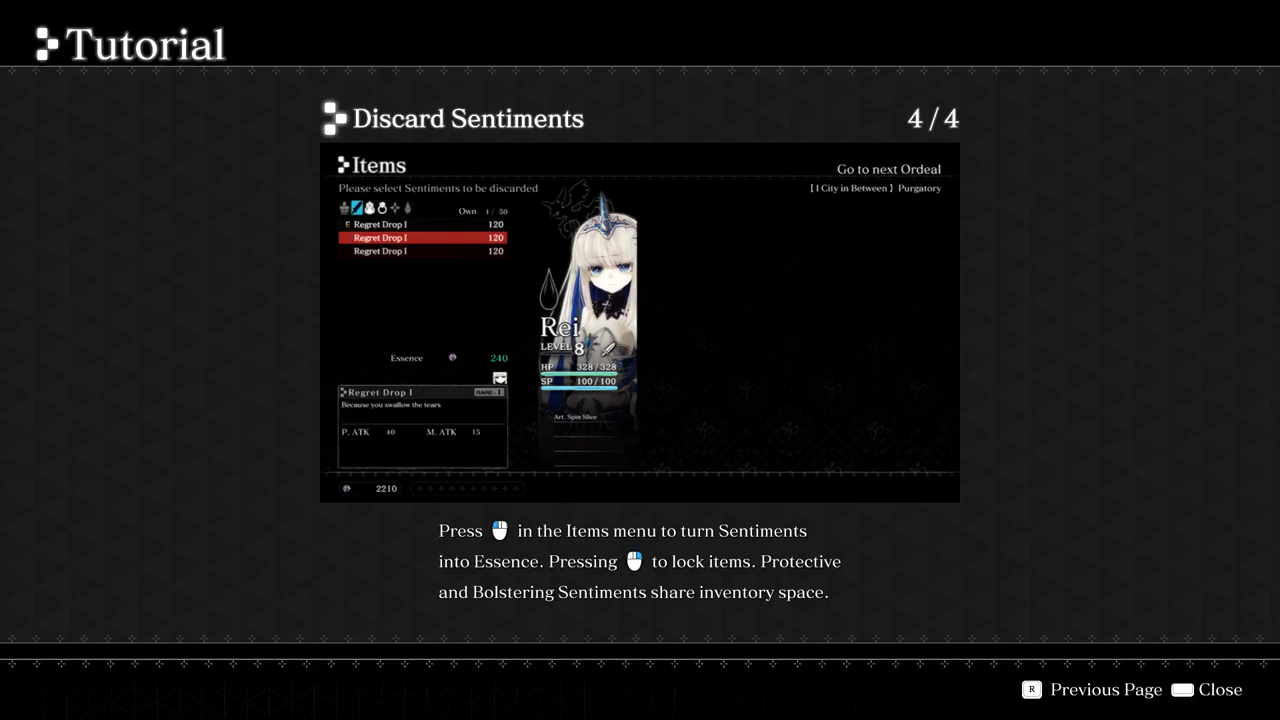 Tutorial
Discard Sentiments
4 / 4
Items
Go to next Ordeal
Please select Sentiments to be discarded
【 I City in Between 】 Purgatory
Own 1 / 50
E Regret Drop I 120
Regret Drop I 120
Regret Drop I 120
Rei
LEVEL 8
Essence 240
HP 328/328
SP 100/100
Regret Drop I RARE I
Because you swallow the tears
Art. Spin Slice
P. ATK 40 M. ATK 15
2210
Press in the Items menu to turn Sentiments
into Essence. Pressing to lock items. Protective
and Bolstering Sentiments share inventory space.
R Previous Page Close